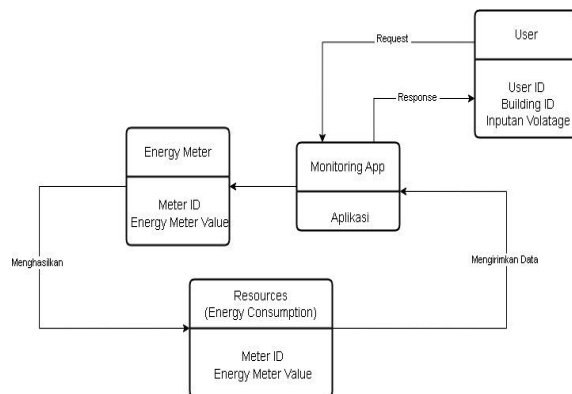 Request
User
User ID
Building ID
Inputan Volatage
Response
Energy Meter
Meter ID
Energy Meter Value
Monitoring App
Aplikasi
Menghasilkan
Mengirimkan Data
Resources
(Energy Consumption)
Meter ID
Energy Meter Value